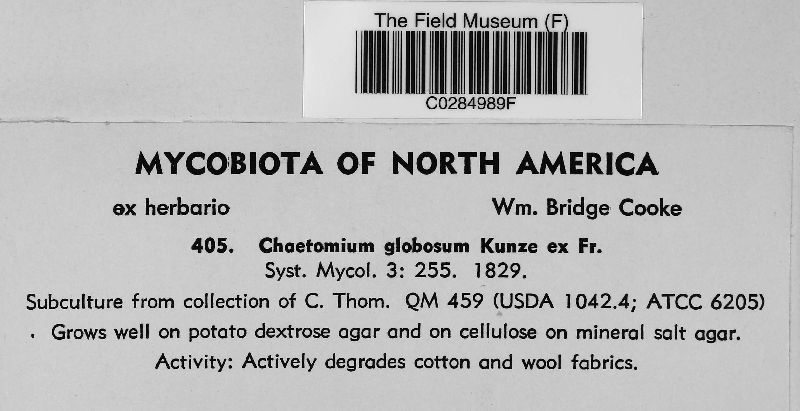 The Field Museum (F)
C0284989F
MYCOBIOTA OF NORTH AMERICA
ex herbario Wm. Bridge Cooke
405. Chaetomium globosum Kunze ex Fr.
Syst. Mycol. 3: 255. 1829.
Subculture from collection of C. Thom. QM 459 (USDA 1042.4; ATCC 6205)
Grows well on potato dextrose agar and on cellulose on mineral salt agar.
Activity: Actively degrades cotton and wool fabrics.